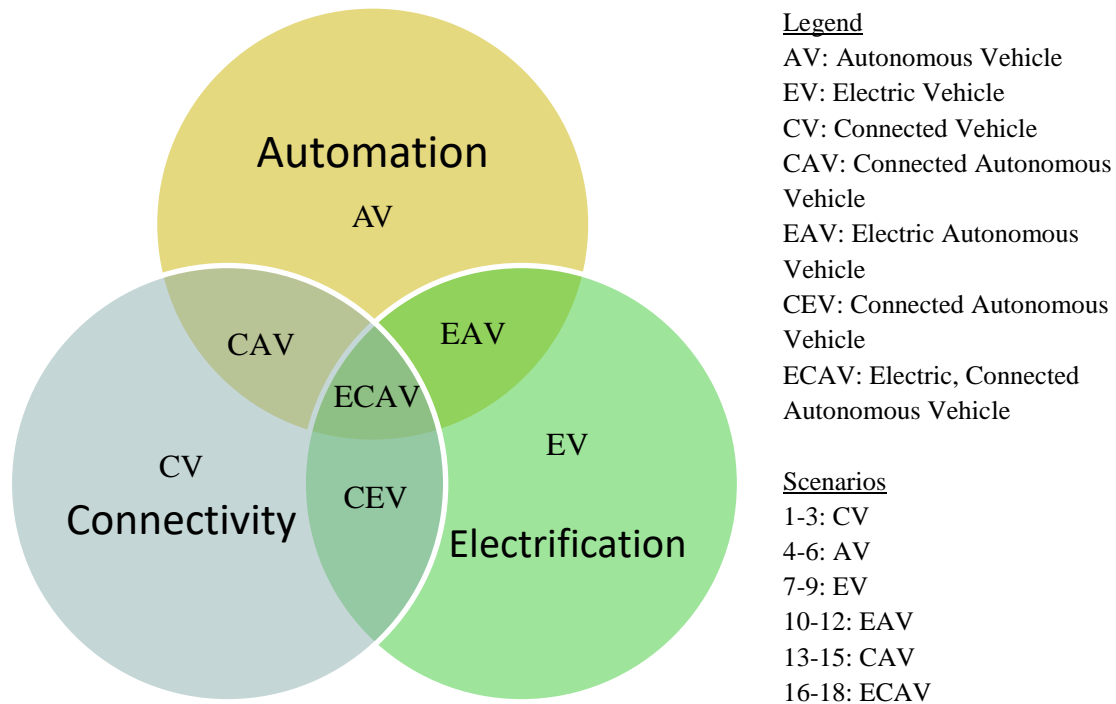 Automation
AV
CAV
EAV
ECAV
CV
EV
CEV
Connectivity
Electrification
Legend
AV: Autonomous Vehicle
EV: Electric Vehicle
CV: Connected Vehicle
CAV: Connected Autonomous
Vehicle
EAV: Electric Autonomous
Vehicle
CEV: Connected Autonomous
Vehicle
ECAV: Electric, Connected
Autonomous Vehicle
Scenarios
1-3: CV
4-6: AV
7-9: EV
10-12: EAV
13-15: CAV
16-18: ECAV